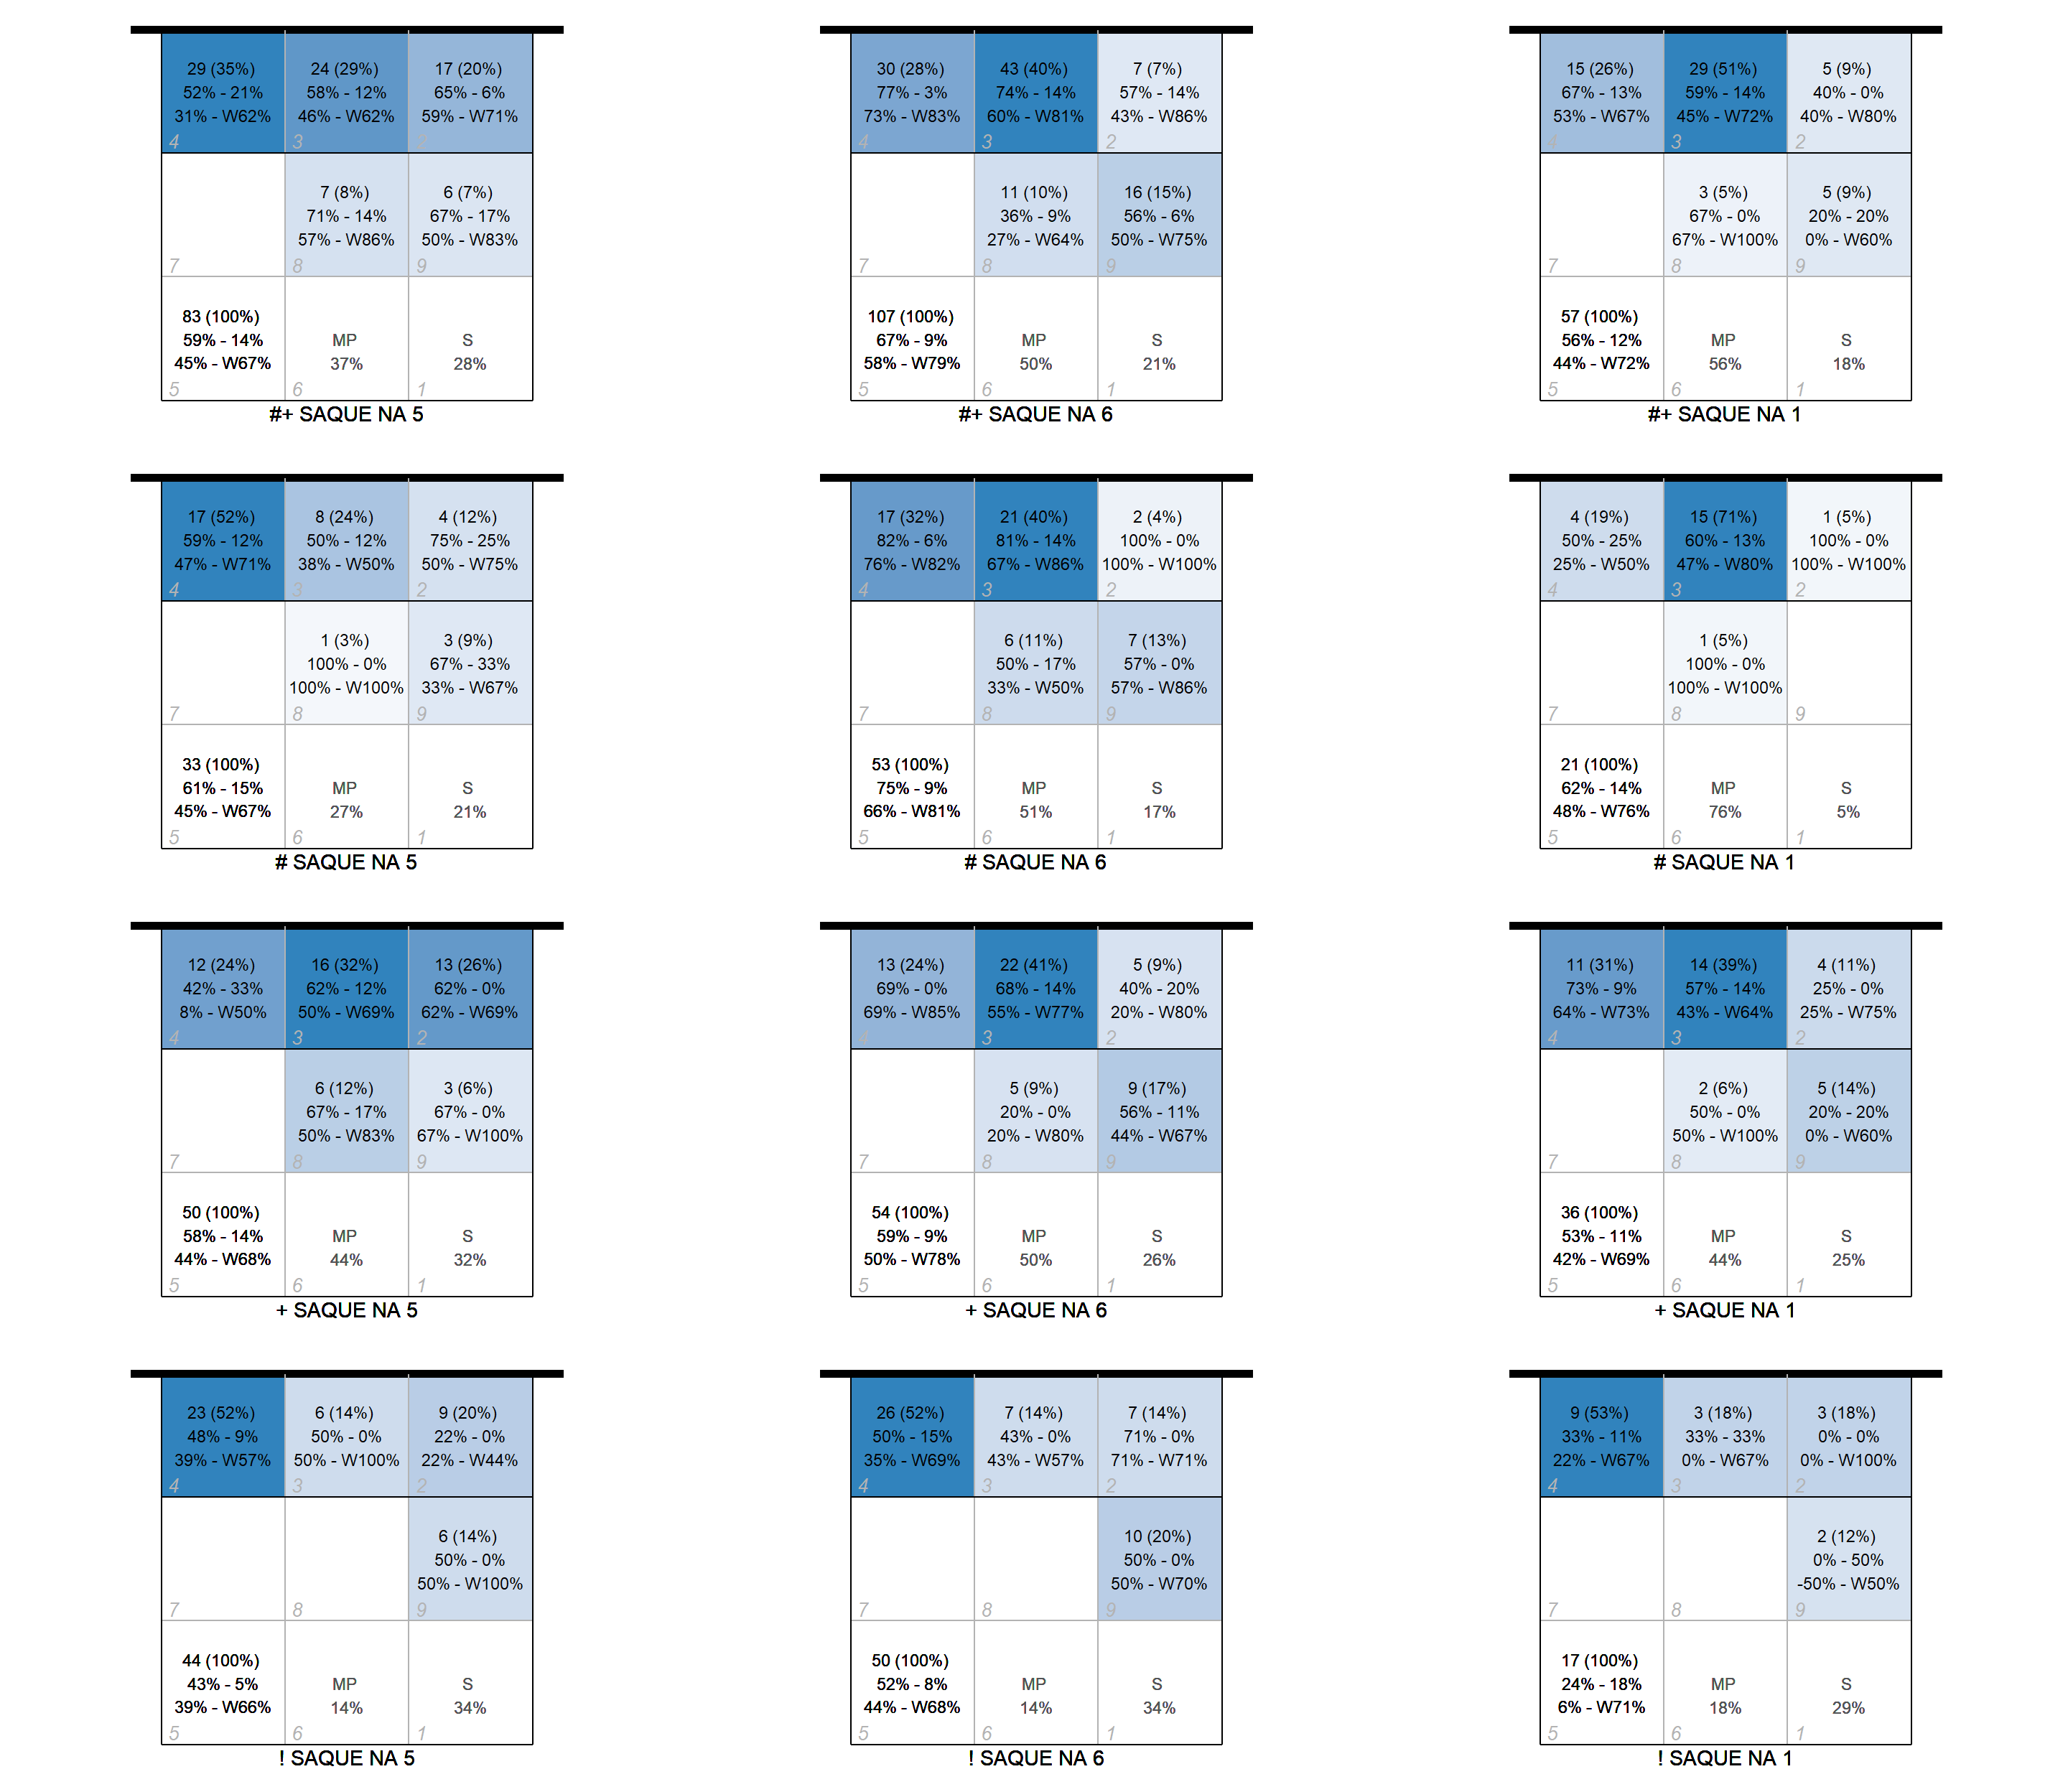 29 (35%)
52% - 21%
31% - W62%
4
24 (29%)
58% - 12%
46% - W62%
3
17 (20%)
65% - 6%
59% - W71%
7
7 (8%)
71% - 14%
57% - W86%
8
6 (7%)
67% - 17%
50% - W83%
9
83 (100%)
59% - 14%
45% - W67%
5
MP
37%
6
S
28%
1
#+ SAQUE NA 5
30 (28%)
77% - 3%
73% - W83%
4
43 (40%)
74% - 14%
60% - W81%
3
7 (7%)
57% - 14%
43% - W86%
2
7
11 (10%)
36% - 9%
27% - W64%
8
16 (15%)
56% - 6%
50% - W75%
9
107 (100%)
67% - 9%
58% - W79%
5
MP
50%
6
S
21%
1
#+ SAQUE NA 6
15 (26%)
67% - 13%
53% - W67%
4
29 (51%)
59% - 14%
45% - W72%
3
5 (9%)
40% - 0%
40% - W80%
2
7
3 (5%)
67% - 0%
67% - W100%
8
5 (9%)
20% - 20%
0% - W60%
9
57 (100%)
56% - 12%
44% - W72%
5
MP
56%
6
S
18%
1
#+ SAQUE NA 1
17 (52%)
59% - 12%
47% - W71%
4
8 (24%)
50% - 12%
38% - W50%
3
4 (12%)
75% - 25%
50% - W75%
2
7
1 (3%)
100% - 0%
100% - W100%
8
3 (9%)
67% - 33%
33% - W67%
9
33 (100%)
61% - 15%
45% - W67%
5
MP
27%
6
S
21%
1
# SAQUE NA 5
17 (32%)
82% - 6%
76% - W82%
4
21 (40%)
81% - 14%
67% - W86%
3
2 (4%)
100% - 0%
100% - W100%
2
7
6 (11%)
50% - 17%
33% - W50%
8
7 (13%)
57% - 0%
57% - W86%
9
53 (100%)
75% - 9%
66% - W81%
5
MP
51%
6
S
17%
1
# SAQUE NA 6
4 (19%)
50% - 25%
25% - W50%
4
15 (71%)
60% - 13%
47% - W80%
3
1 (5%)
100% - 0%
100% - W100%
2
7
1 (5%)
100% - 0%
100% - W100%
8
9
21 (100%)
62% - 14%
48% - W76%
5
MP
76%
6
S
5%
1
# SAQUE NA 1
12 (24%)
42% - 33%
8% - W50%
4
16 (32%)
62% - 12%
50% - W69%
3
13 (26%)
62% - 0%
62% - W69%
2
7
6 (12%)
67% - 17%
50% - W83%
8
3 (6%)
67% - 0%
67% - W100%
9
50 (100%)
58% - 14%
44% - W68%
5
MP
44%
6
S
32%
1
+ SAQUE NA 5
13 (24%)
69% - 0%
69% - W85%
4
22 (41%)
68% - 14%
55% - W77%
3
5 (9%)
40% - 20%
20% - W80%
2
7
5 (9%)
20% - 0%
20% - W80%
8
9 (17%)
56% - 11%
44% - W67%
9
54 (100%)
59% - 9%
50% - W78%
5
MP
50%
6
S
26%
1
+ SAQUE NA 6
11 (31%)
73% - 9%
64% - W73%
4
14 (39%)
57% - 14%
43% - W64%
3
4 (11%)
25% - 0%
25% - W75%
2
7
2 (6%)
50% - 0%
50% - W100%
8
5 (14%)
20% - 20%
0% - W60%
9
36 (100%)
53% - 11%
42% - W69%
5
MP
44%
6
S
25%
1
+ SAQUE NA 1
23 (52%)
48% - 9%
39% - W57%
4
6 (14%)
50% - 0%
50% - W100%
3
9 (20%)
22% - 0%
22% - W44%
2
7
8
6 (14%)
50% - 0%
50% - W100%
9
44 (100%)
43% - 5%
39% - W66%
5
MP
14%
6
S
34%
1
! SAQUE NA 5
26 (52%)
50% - 15%
35% - W69%
4
7 (14%)
43% - 0%
43% - W57%
3
7 (14%)
71% - 0%
71% - W71%
2
7
8
10 (20%)
50% - 0%
50% - W70%
9
50 (100%)
52% - 8%
44% - W68%
5
MP
14%
6
S
34%
1
! SAQUE NA 6
9 (53%)
33% - 11%
22% - W67%
4
3 (18%)
33% - 33%
0% - W67%
3
3 (18%)
0% - 0%
0% - W100%
2
7
8
2 (12%)
0% - 50%
-50% - W50%
9
17 (100%)
24% - 18%
6% - W71%
5
MP
18%
6
S
29%
1
! SAQUE NA 1